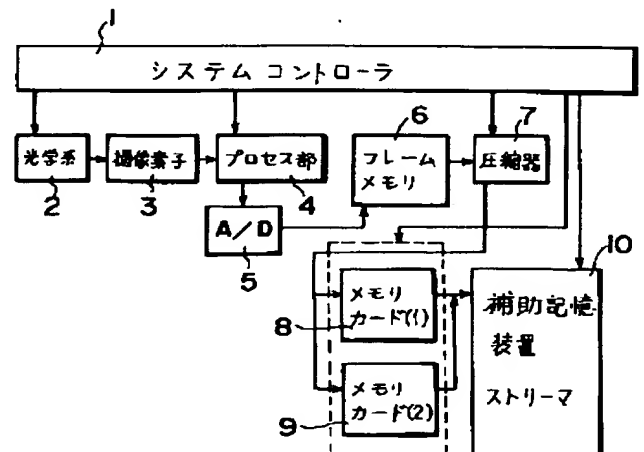 1
システム コントローラ
光学系
撮像素子
プロセス部
6
フレーム
メモリ
7
圧縮器
2
3
4
A/D
5
10
メモリ
カード(1)
8
補助記憶
装置
ストリーマ
メモリ
カード(2)
9